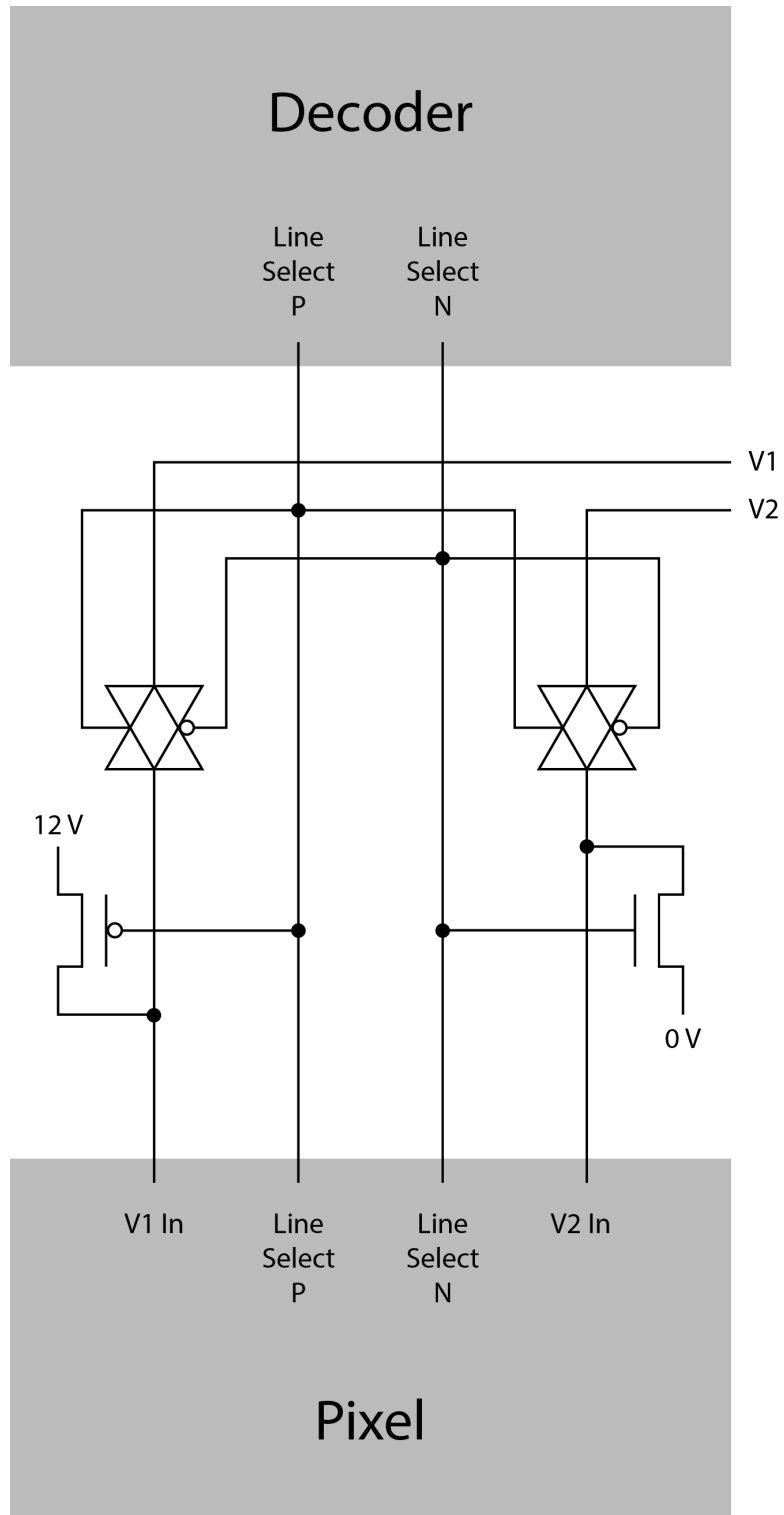 Decoder
Line
Select
P
Line
Select
N
V1
V2
12 V
0 V
V1 In
Line
Select
P
Line
Select
N
V2 In
Pixel